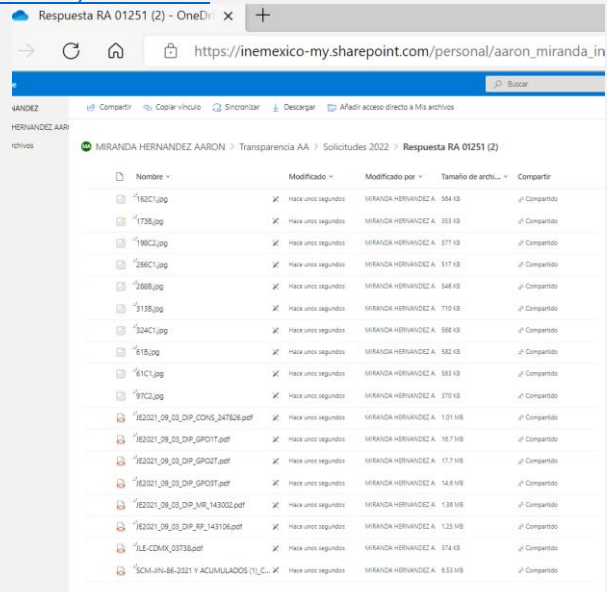 Respuesta RA 01251 (2) - OneDri
https://inemexico-my.sharepoint.com/personal/aaron_miranda_in
Buscar
Compartir Copiar vínculo Sincronizar Descargar Añadir acceso directo a Mis archivos
MIRANDA HERNANDEZ AARON > Transparencia AA > Solicitudes 2022 > Respuesta RA 01251 (2)
Nombre Modificado Modificado por Tamaño de archi... Compartir
162C1.jpg Hace unos segundos MIRANDA HERNANDEZ A 564 KB Compartido
173B.jpg Hace unos segundos MIRANDA HERNANDEZ A 353 KB Compartido
198C2.jpg Hace unos segundos MIRANDA HERNANDEZ A 577 KB Compartido
266C1.jpg Hace unos segundos MIRANDA HERNANDEZ A 517 KB Compartido
288B.jpg Hace unos segundos MIRANDA HERNANDEZ A 546 KB Compartido
313B.jpg Hace unos segundos MIRANDA HERNANDEZ A 710 KB Compartido
324C1.jpg Hace unos segundos MIRANDA HERNANDEZ A 568 KB Compartido
61B.jpg Hace unos segundos MIRANDA HERNANDEZ A 582 KB Compartido
61C1.jpg Hace unos segundos MIRANDA HERNANDEZ A 563 KB Compartido
97C2.jpg Hace unos segundos MIRANDA HERNANDEZ A 370 KB Compartido
JE2021_09_03_DIP_CONS_247826.pdf Hace unos segundos MIRANDA HERNANDEZ A 1.01 MB Compartido
JE2021_09_03_DIP_GPO1T.pdf Hace unos segundos MIRANDA HERNANDEZ A 16,7 MB Compartido
JE2021_09_03_DIP_GPO2T.pdf Hace unos segundos MIRANDA HERNANDEZ A 17,7 MB Compartido
JE2021_09_03_DIP_GPO3T.pdf Hace unos segundos MIRANDA HERNANDEZ A 14,6 MB Compartido
JE2021_09_03_DIP_MR_143002.pdf Hace unos segundos MIRANDA HERNANDEZ A 1.38 MB Compartido
JE2021_09_03_DIP_RP_143106.pdf Hace unos segundos MIRANDA HERNANDEZ A 1.25 MB Compartido
JLE-CDMX_03738.pdf Hace unos segundos MIRANDA HERNANDEZ A 374 KB Compartido
SCM-JIN-86-2021 Y ACUMULADOS (1)_C... Hace unos segundos MIRANDA HERNANDEZ A 6.53 MB Compartido